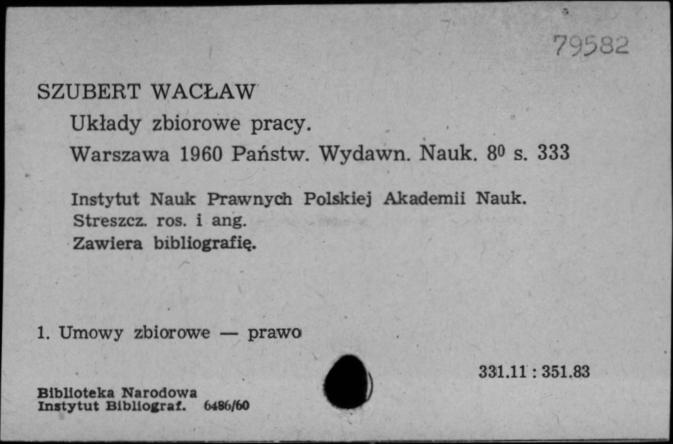 79582
SZUBERT WACŁAW
Układy zbiorowe pracy.
Warszawa 1960 Państw. Wydawn. Nauk. 8⁰ s. 333
Instytut Nauk Prawnych Polskiej Akademii Nauk.
Streszcz. ros. i ang.
Zawiera bibliografię.
1. Umowy zbiorowe — prawo
331.11 : 351.83
Biblioteka Narodowa
Instytut Bibliograf. 6486/60